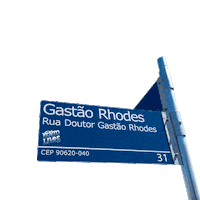 Gastão Rhodes
Rua Doutor Gastão Rhodes
CEP 90620-040
31